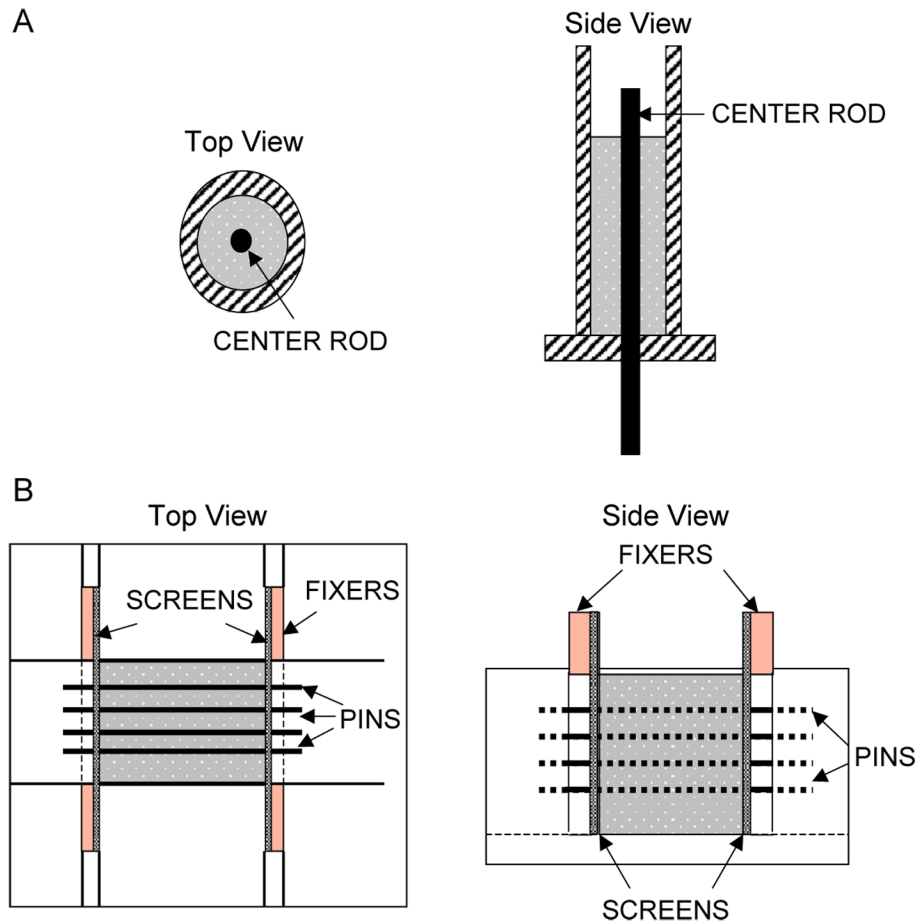 A
Side View
CENTER ROD
Top View
CENTER ROD
B
Top View
SCREENS
FIXERS
PINS
Side View
FIXERS
PINS
SCREENS